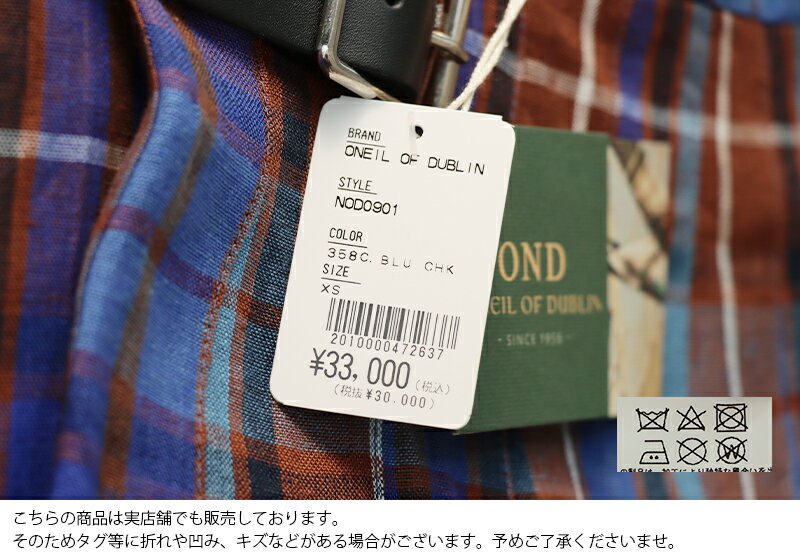 BRAND
ONEIL OF DUBLIN
STYLE
NOD0901
COLOR
358C. BLU CHK
SIZE
XS
2010000472637
¥33,000 (税込)
(税抜 ¥30.000)
OND
EIL OF DUBLIN
- SINCE 1956 -
W
こちらの商品は実店舗でも販売しております。
そのためタグ等に折れや凹み、キズなどがある場合がございます。予めご了承くださいませ。